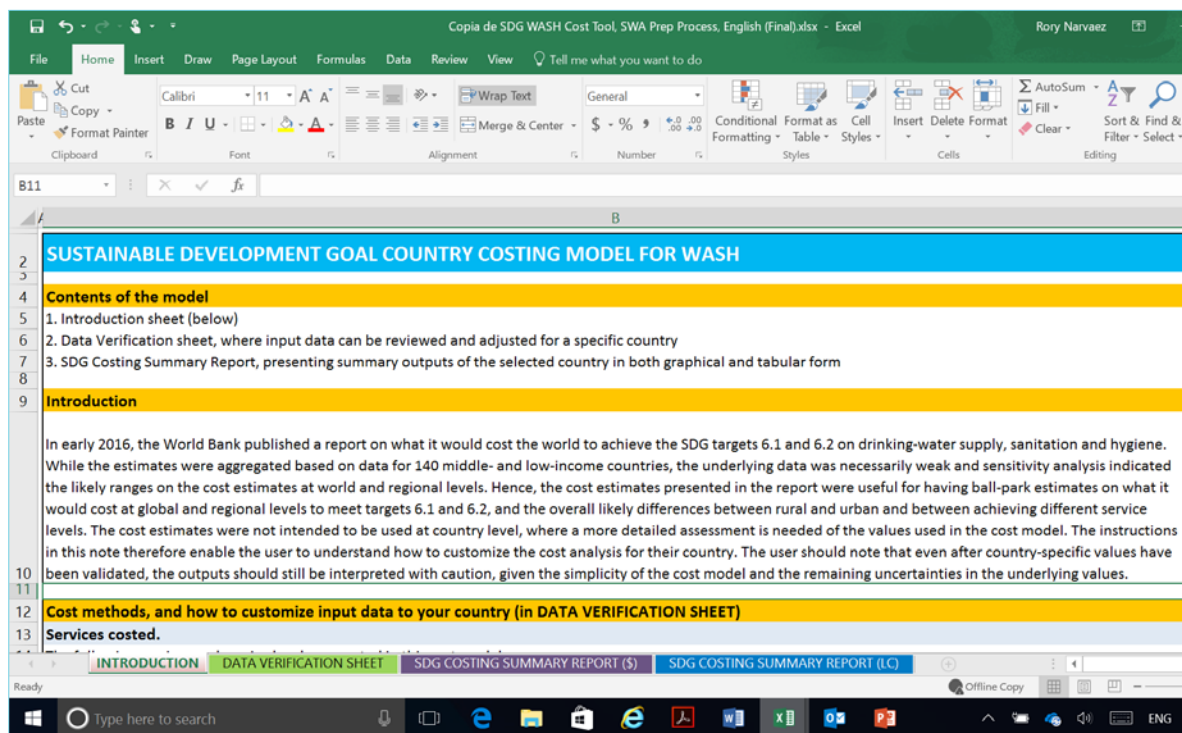 Copia de SDG WASH Cost Tool, SWA Prep Process, English (Final).xlsx - Excel
Rory Narvaez
File Home Insert Draw Page Layout Formulas Data Review View Tell me what you want to do
Cut
Copy
Format Painter
Paste
Clipboard
Calibri 11 A A
B I U A
Font
Wrap Text
Merge & Center
Alignment
General
$ % ,
Number
Conditional Formatting
Format as Table
Cell Styles
Styles
Insert Delete Format
Cells
AutoSum
Fill
Clear
Sort & Filter
Find & Select
Editing
B11
fx
A B
2 SUSTAINABLE DEVELOPMENT GOAL COUNTRY COSTING MODEL FOR WASH
3
4 Contents of the model
5 1. Introduction sheet (below)
6 2. Data Verification sheet, where input data can be reviewed and adjusted for a specific country
7 3. SDG Costing Summary Report, presenting summary outputs of the selected country in both graphical and tabular form
8
9 Introduction
In early 2016, the World Bank published a report on what it would cost the world to achieve the SDG targets 6.1 and 6.2 on drinking-water supply, sanitation and hygiene.
While the estimates were aggregated based on data for 140 middle- and low-income countries, the underlying data was necessarily weak and sensitivity analysis indicated
the likely ranges on the cost estimates at world and regional levels. Hence, the cost estimates presented in the report were useful for having ball-park estimates on what it
would cost at global and regional levels to meet targets 6.1 and 6.2, and the overall likely differences between rural and urban and between achieving different service
levels. The cost estimates were not intended to be used at country level, where a more detailed assessment is needed of the values used in the cost model. The instructions
in this note therefore enable the user to understand how to customize the cost analysis for their country. The user should note that even after country-specific values have
10 been validated, the outputs should still be interpreted with caution, given the simplicity of the cost model and the remaining uncertainties in the underlying values.
11
12 Cost methods, and how to customize input data to your country (in DATA VERIFICATION SHEET)
13 Services costed.
INTRODUCTION DATA VERIFICATION SHEET SDG COSTING SUMMARY REPORT ($) SDG COSTING SUMMARY REPORT (LC)
Ready
Offline Copy
Type here to search
ENG